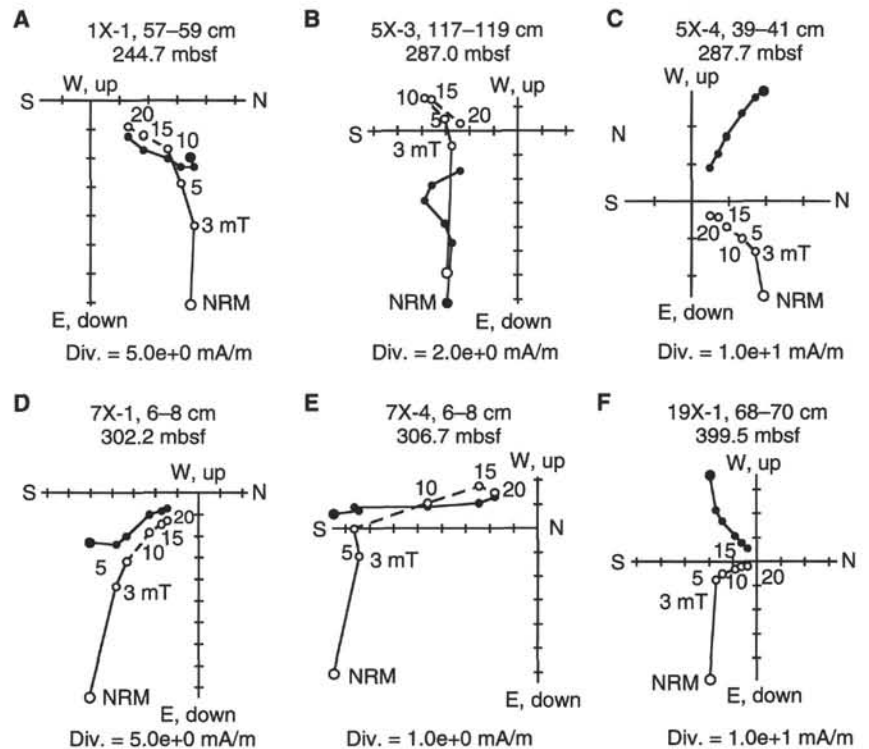 A
1X-1, 57–59 cm
244.7 mbsf
W, up
S
N
20
15
10
5
3 mT
NRM
E, down
Div. = 5.0e+0 mA/m
B
5X-3, 117–119 cm
287.0 mbsf
W, up
10
15
5
20
3 mT
NRM
E, down
Div. = 2.0e+0 mA/m
C
5X-4, 39–41 cm
287.7 mbsf
W, up
N
S
N
15
20
5
10
3 mT
NRM
E, down
Div. = 1.0e+1 mA/m
D
7X-1, 6–8 cm
302.2 mbsf
W, up
S
N
20
15
10
5
3 mT
NRM
E, down
Div. = 5.0e+0 mA/m
E
7X-4, 6–8 cm
306.7 mbsf
W, up
15
10
20
S
N
5
3 mT
NRM
E, down
Div. = 1.0e+0 mA/m
F
19X-1, 68–70 cm
399.5 mbsf
W, up
15
S
N
5
10
20
3 mT
NRM
E, down
Div. = 1.0e+1 mA/m